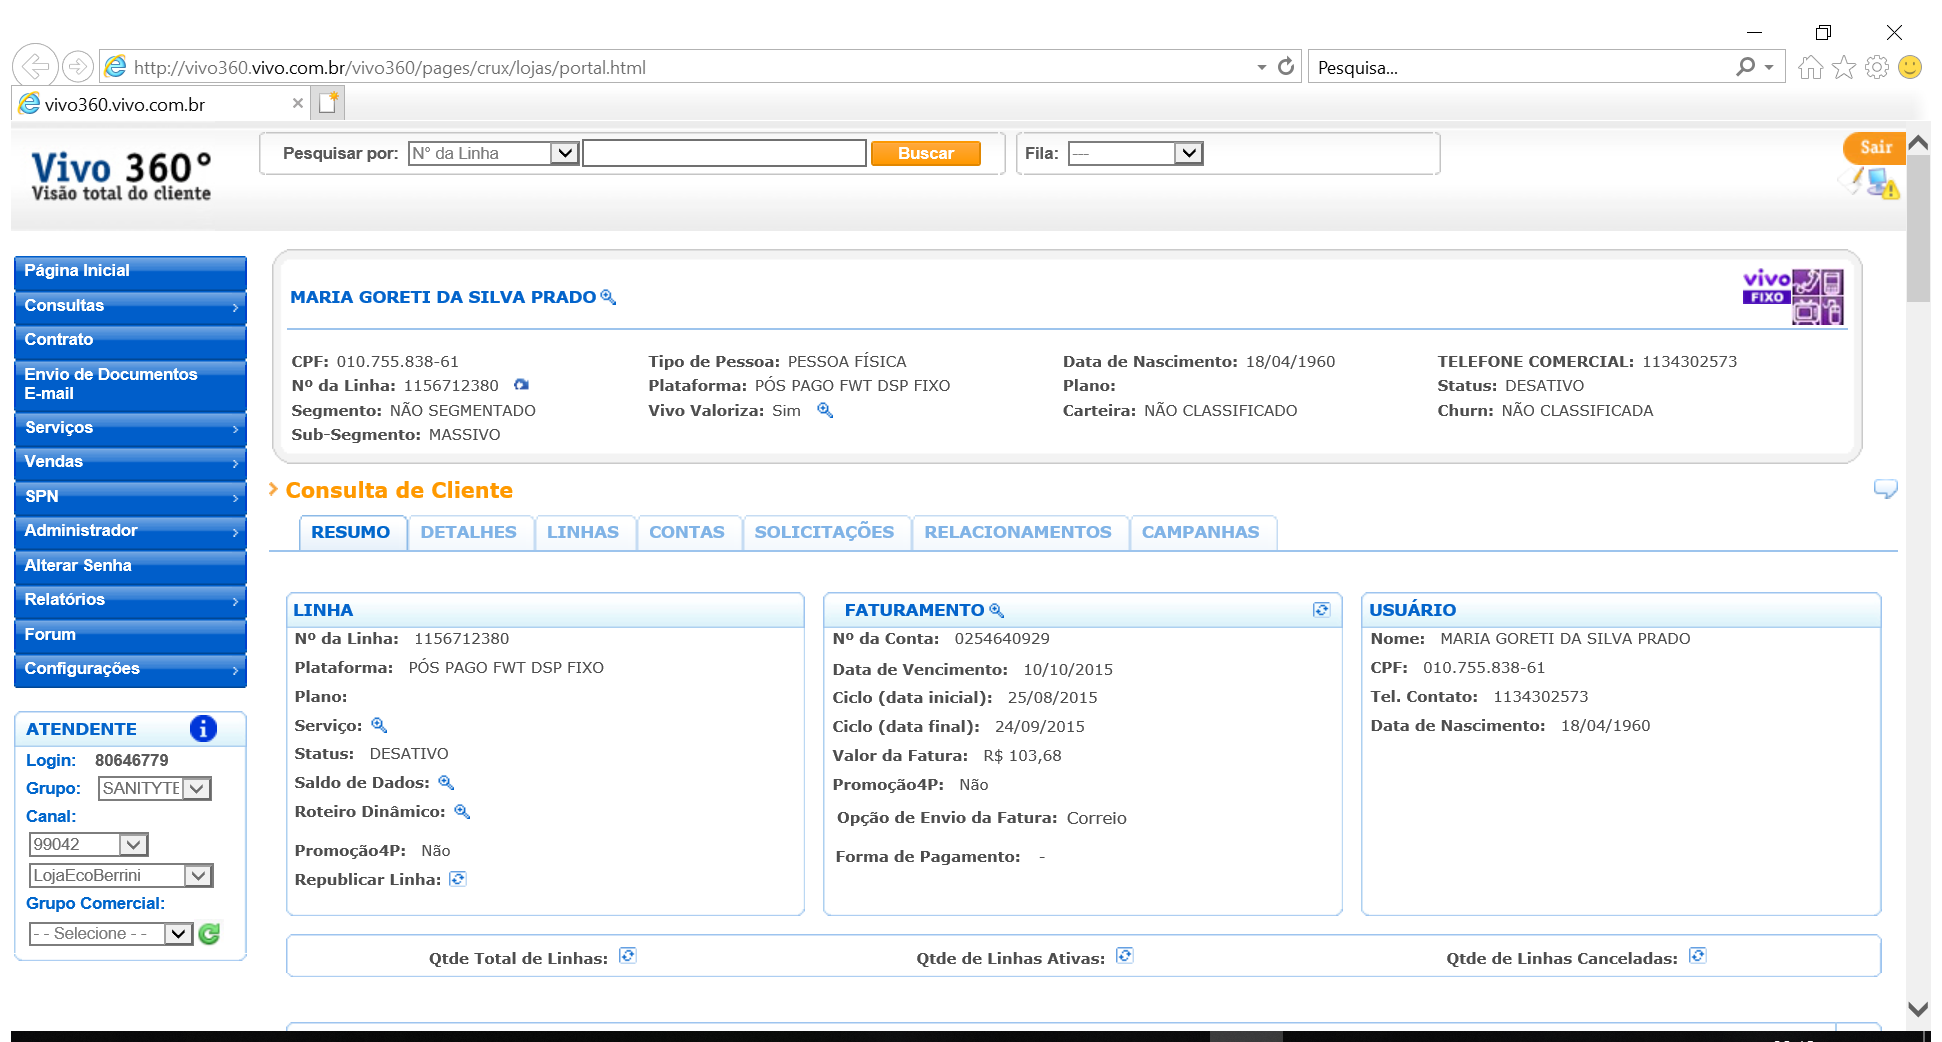 http://vivo360.vivo.com.br/vivo360/pages/crux/lojas/portal.html
Pesquisa...
vivo360.vivo.com.br
Vivo 360°
Visão total do cliente
Pesquisar por: N° da Linha
Buscar
Fila: ---
Sair
Página Inicial
Consultas
Contrato
Envio de Documentos
E-mail
Serviços
Vendas
SPN
Administrador
Alterar Senha
Relatórios
Forum
Configurações
ATENDENTE
Login: 80646779
Grupo: SANITYTE
Canal:
99042
LojaEcoBerrini
Grupo Comercial:
- - Selecione - -
MARIA GORETI DA SILVA PRADO
vivo
FIXO
CPF: 010.755.838-61 Tipo de Pessoa: PESSOA FÍSICA Data de Nascimento: 18/04/1960 TELEFONE COMERCIAL: 1134302573
Nº da Linha: 1156712380 Plataforma: PÓS PAGO FWT DSP FIXO Plano: Status: DESATIVO
Segmento: NÃO SEGMENTADO Vivo Valoriza: Sim Carteira: NÃO CLASSIFICADO Churn: NÃO CLASSIFICADA
Sub-Segmento: MASSIVO
Consulta de Cliente
RESUMO DETALHES LINHAS CONTAS SOLICITAÇÕES RELACIONAMENTOS CAMPANHAS
LINHA
Nº da Linha: 1156712380
Plataforma: PÓS PAGO FWT DSP FIXO
Plano:
Serviço:
Status: DESATIVO
Saldo de Dados:
Roteiro Dinâmico:
Promoção4P: Não
Republicar Linha:
FATURAMENTO
Nº da Conta: 0254640929
Data de Vencimento: 10/10/2015
Ciclo (data inicial): 25/08/2015
Ciclo (data final): 24/09/2015
Valor da Fatura: R$ 103,68
Promoção4P: Não
Opção de Envio da Fatura: Correio
Forma de Pagamento: -
USUÁRIO
Nome: MARIA GORETI DA SILVA PRADO
CPF: 010.755.838-61
Tel. Contato: 1134302573
Data de Nascimento: 18/04/1960
Qtde Total de Linhas: Qtde de Linhas Ativas: Qtde de Linhas Canceladas: